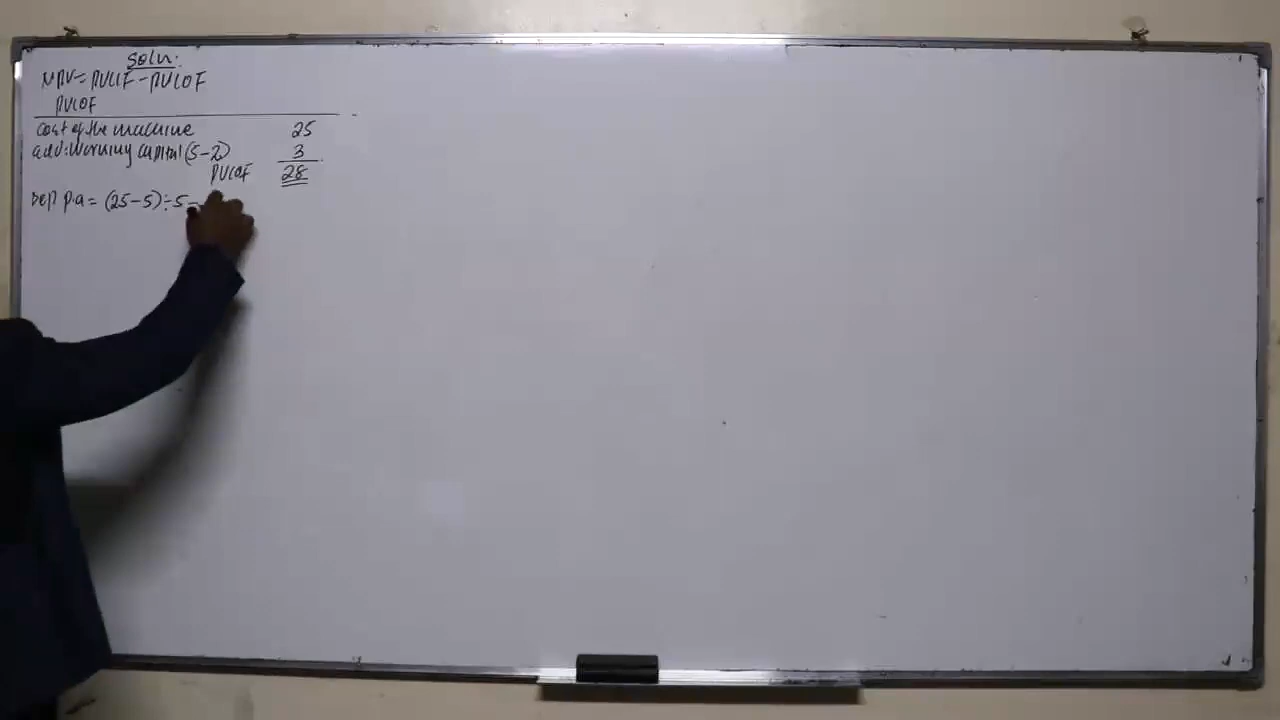 Soln:
NPV = PVCIF - PVCOF
PVCOF
Cost of the machine 25
add: Working capital (5-2) 3
PVCOF 28
Dep p.a = (25-5) ÷ 5 =